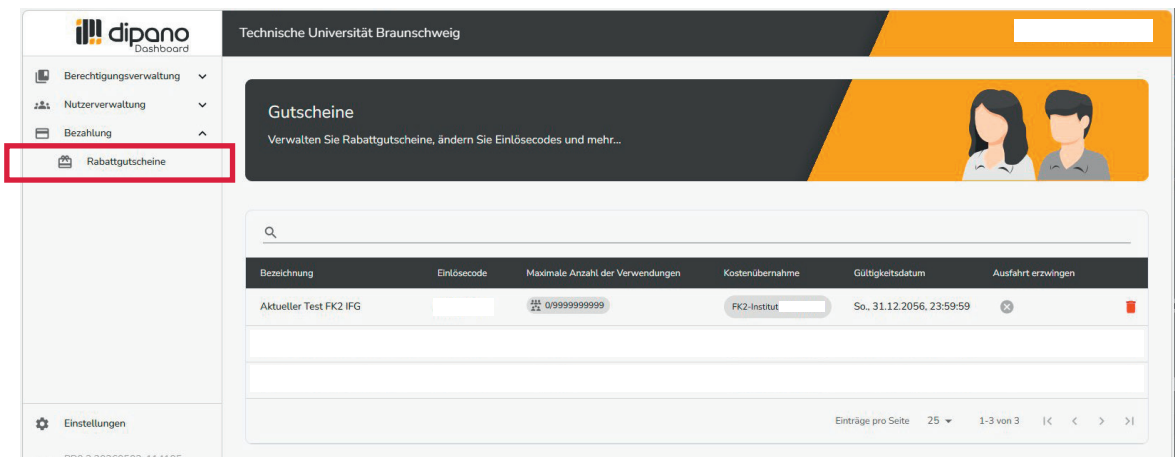 dipano
Dashboard
Technische Universität Braunschweig
Berechtigungsverwaltung
Nutzerverwaltung
Bezahlung
Rabattgutscheine
Gutscheine
Verwalten Sie Rabattgutscheine, ändern Sie Einlösecodes und mehr...
Bezeichnung Einlösecode Maximale Anzahl der Verwendungen Kostenübernahme Gültigkeitsdatum Ausfahrt erzwingen
Aktueller Test FK2 IFG 0/9999999999 FK2-Institut So., 31.12.2056, 23:59:59
Einträge pro Seite 25 1-3 von 3
Einstellungen